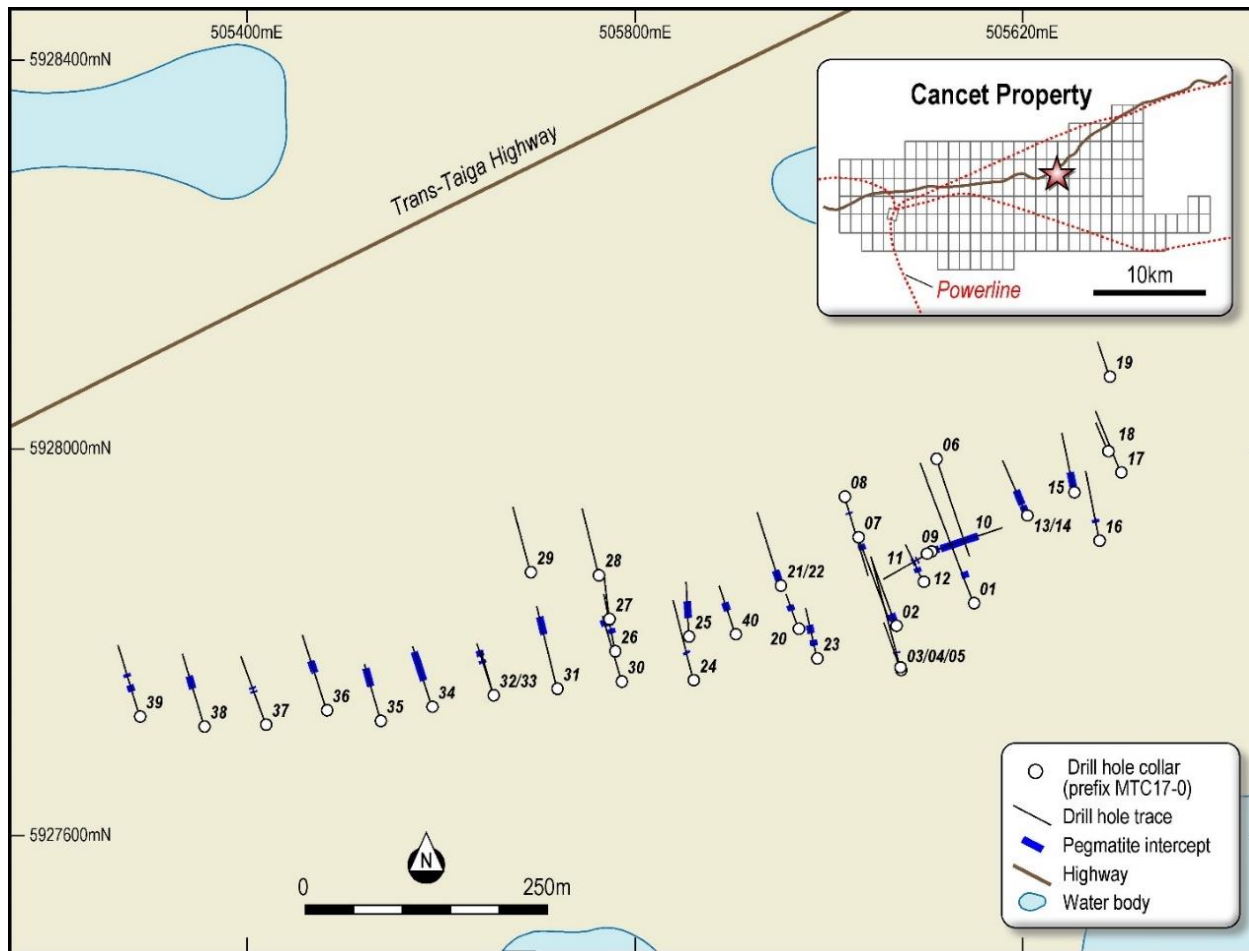 505400mE
505800mE
505620mE
5928400mN
Cancet Property
10km
Powerline
Trans-Taiga Highway
19
5928000mN
18
17
06
08
15
10
13/14
16
07
09
11
29
28
21/22
12
01
27
02
25
40
20
26
23
03/04/05
31
30
24
39
38
37
36
35
34
32/33
Drill hole collar
(prefix MTC17-0)
Drill hole trace
Pegmatite intercept
Highway
Water body
5927600mN
N
0
250m